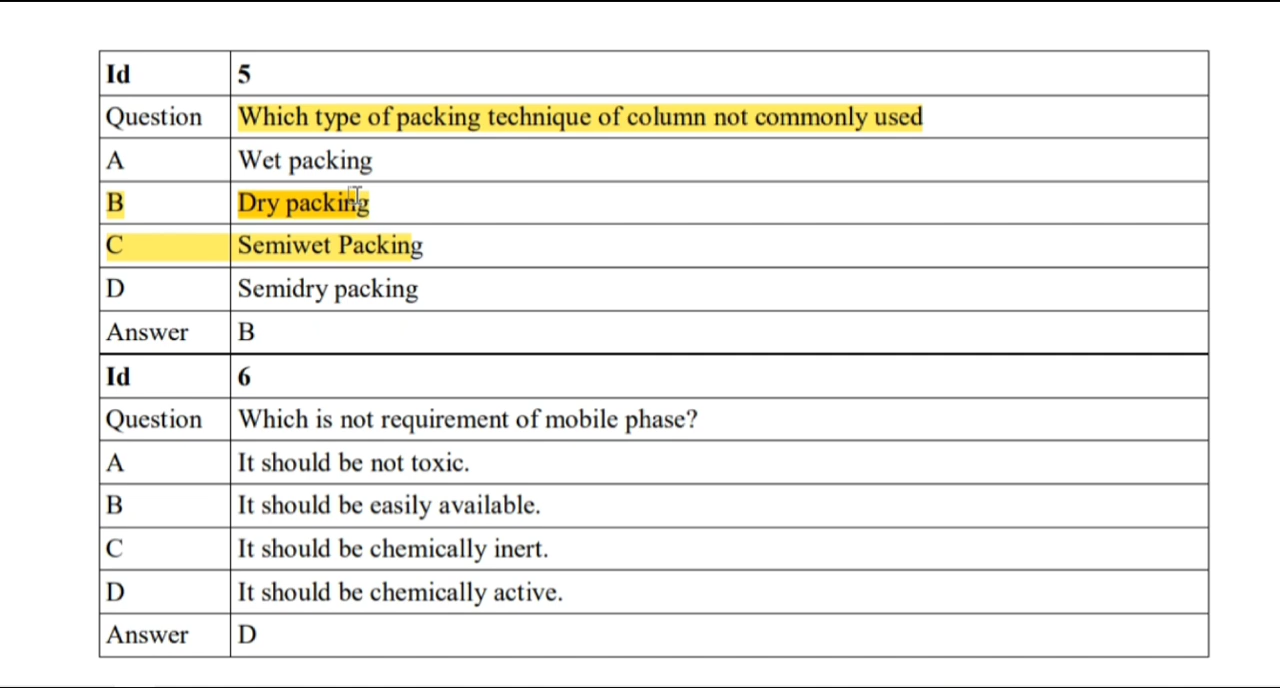 Id 5
Question Which type of packing technique of column not commonly used
A Wet packing
B Dry packing
C Semiwet Packing
D Semidry packing
Answer B
Id 6
Question Which is not requirement of mobile phase?
A It should be not toxic.
B It should be easily available.
C It should be chemically inert.
D It should be chemically active.
Answer D